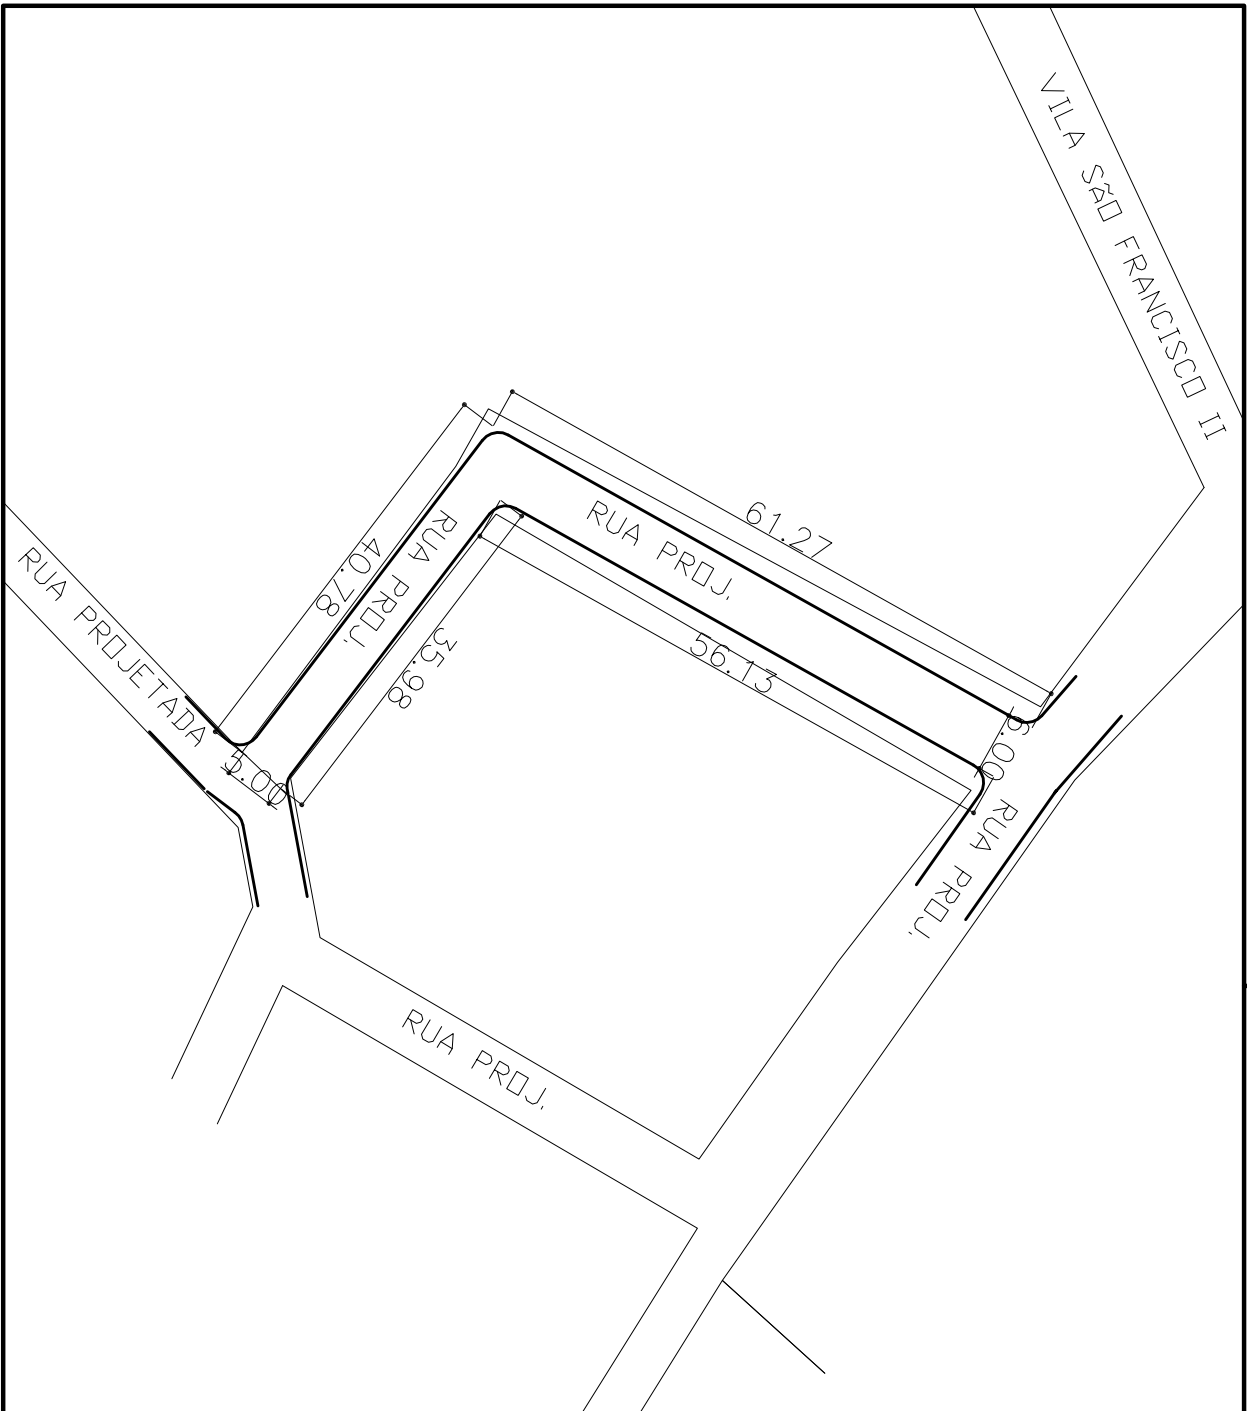 VILA SÃO FRANCISCO II
61.27
RUA PROJ.
40.78
RUA PROJ.
35.98
56.13
RUA PROJETADA
5.00
6.00
RUA PROJ.
RUA PROJ.